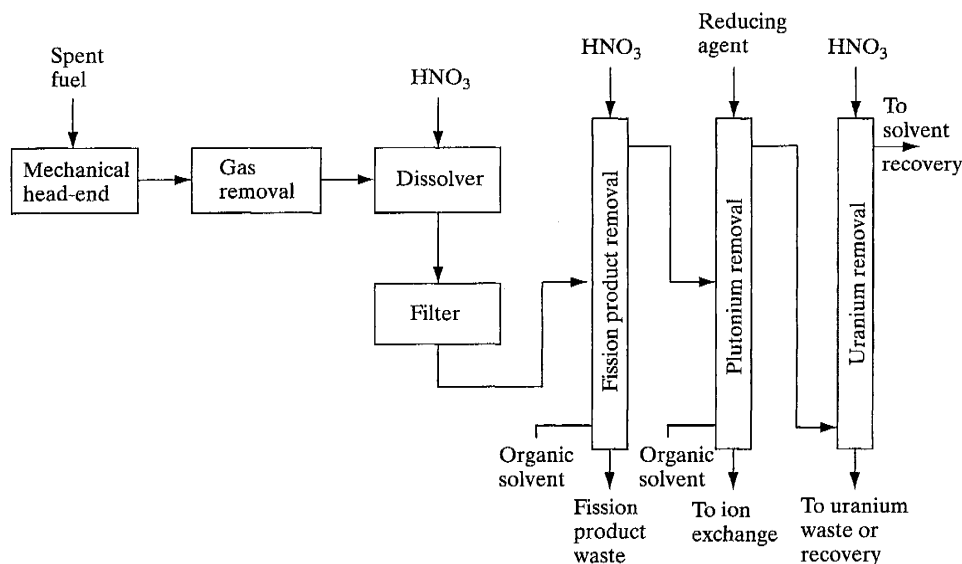 Spent
fuel
Mechanical
head-end
Gas
removal
HNO3
Dissolver
Filter
HNO3
Fission product removal
Organic
solvent
Fission
product
waste
Reducing
agent
Plutonium removal
Organic
solvent
To ion
exchange
HNO3
Uranium removal
To
solvent
recovery
To uranium
waste or
recovery